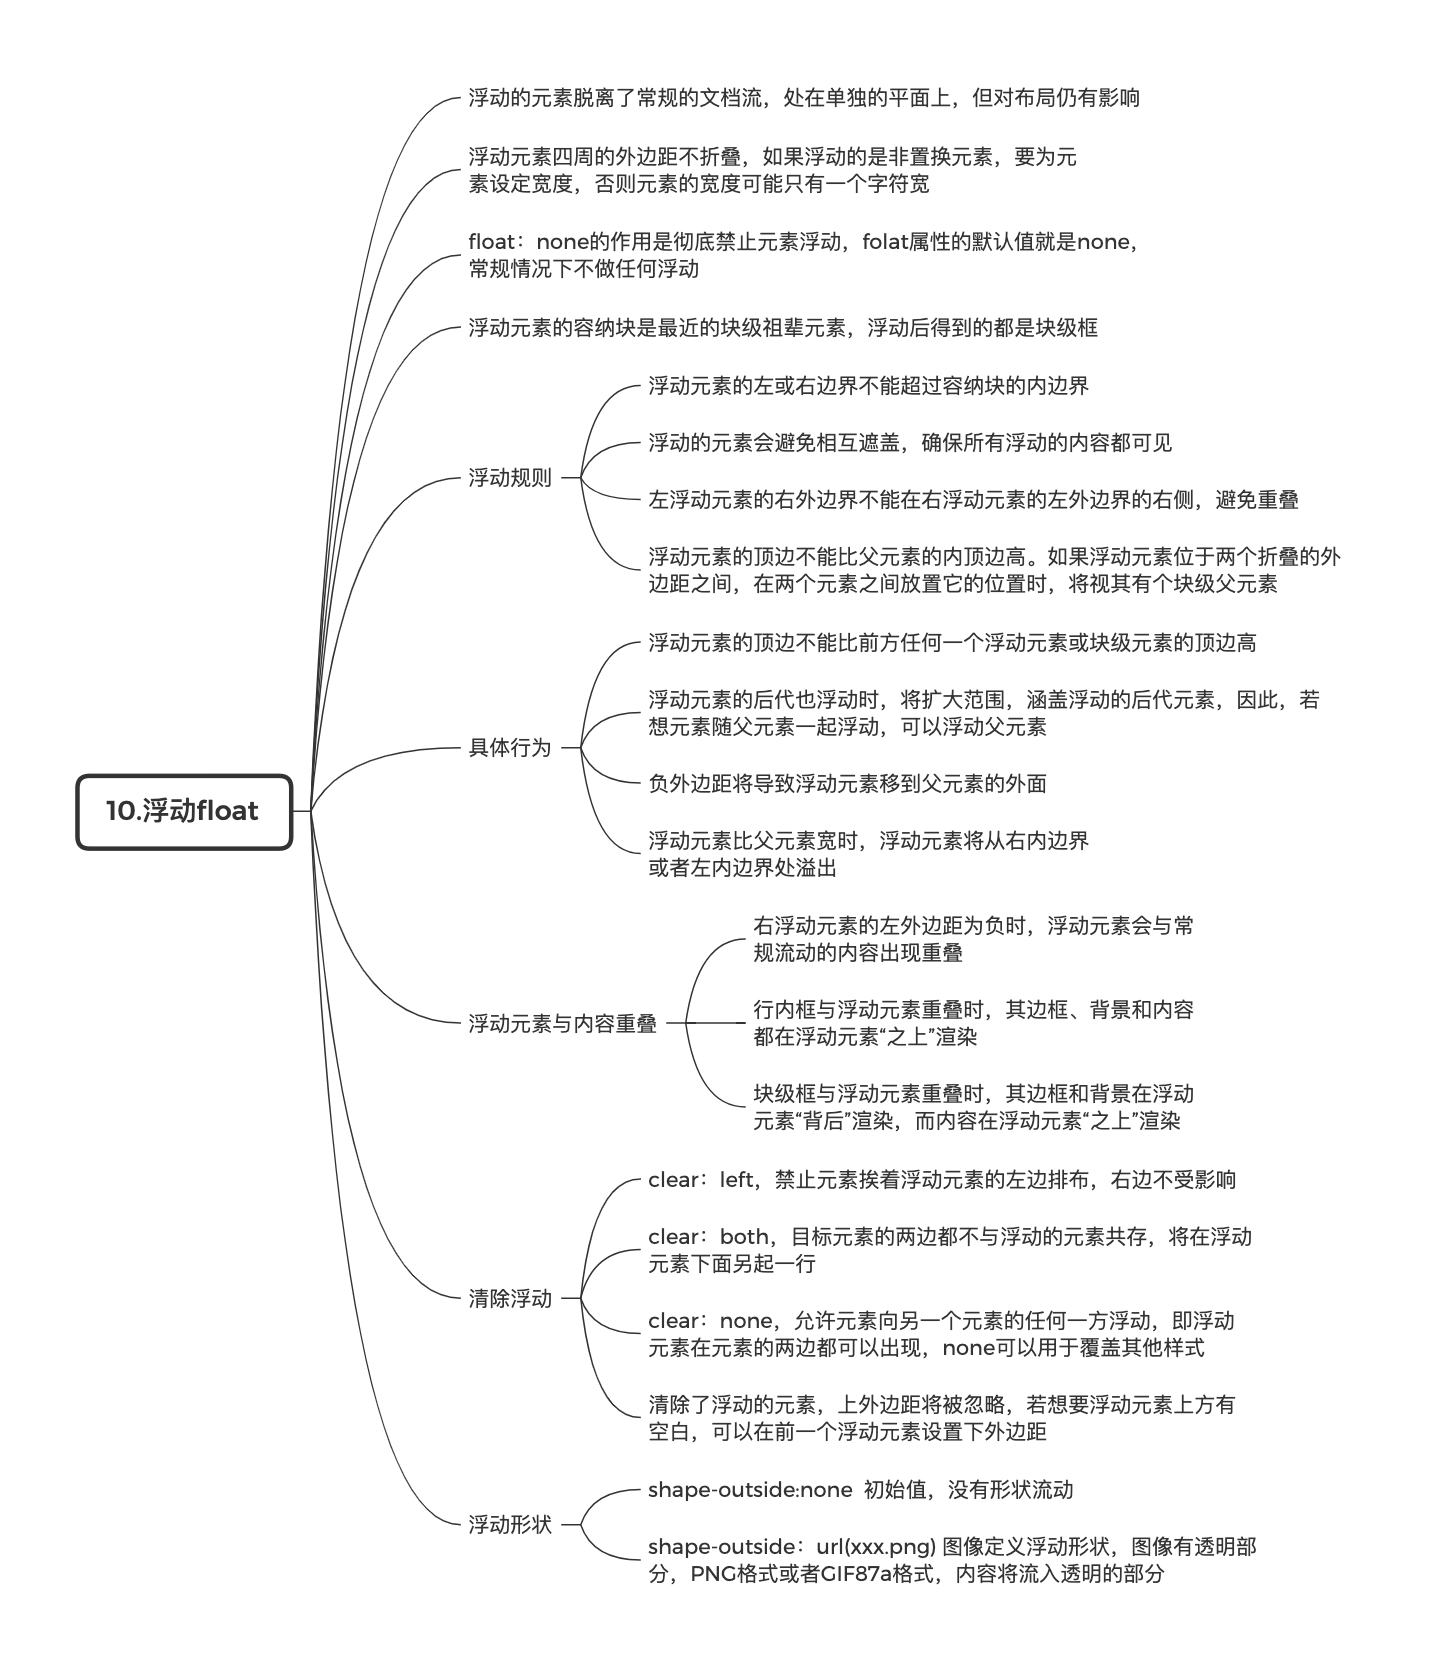 浮动的元素脱离了常规的文档流，处在单独的平面上，但对布局仍有影响
浮动元素四周的外边距不折叠，如果浮动的是非置换元素，要为元
素设定宽度，否则元素的宽度可能只有一个字符宽
float：none的作用是彻底禁止元素浮动，folat属性的默认值就是none，
常规情况下不做任何浮动
浮动元素的容纳块是最近的块级祖辈元素，浮动后得到的都是块级框
浮动规则
浮动元素的左或右边界不能超过容纳块的内边界
浮动的元素会避免相互遮盖，确保所有浮动的内容都可见
左浮动元素的右外边界不能在右浮动元素的左外边界的右侧，避免重叠
浮动元素的顶边不能比父元素的内顶边高。如果浮动元素位于两个折叠的外
边距之间，在两个元素之间放置它的位置时，将视其有个块级父元素
具体行为
浮动元素的顶边不能比前方任何一个浮动元素或块级元素的顶边高
浮动元素的后代也浮动时，将扩大范围，涵盖浮动的后代元素，因此，若
想元素随父元素一起浮动，可以浮动父元素
负外边距将导致浮动元素移到父元素的外面
浮动元素比父元素宽时，浮动元素将从右内边界
或者左内边界处溢出
10.浮动float
浮动元素与内容重叠
右浮动元素的左外边距为负时，浮动元素会与常
规流动的内容出现重叠
行内框与浮动元素重叠时，其边框、背景和内容
都在浮动元素“之上”渲染
块级框与浮动元素重叠时，其边框和背景在浮动
元素“背后”渲染，而内容在浮动元素“之上”渲染
清除浮动
clear：left，禁止元素挨着浮动元素的左边排布，右边不受影响
clear：both，目标元素的两边都不与浮动的元素共存，将在浮动
元素下面另起一行
clear：none，允许元素向另一个元素的任何一方浮动，即浮动
元素在元素的两边都可以出现，none可以用于覆盖其他样式
清除了浮动的元素，上外边距将被忽略，若想要浮动元素上方有
空白，可以在前一个浮动元素设置下外边距
浮动形状
shape-outside:none  初始值，没有形状流动
shape-outside：url(xxx.png) 图像定义浮动形状，图像有透明部
分，PNG格式或者GIF87a格式，内容将流入透明的部分